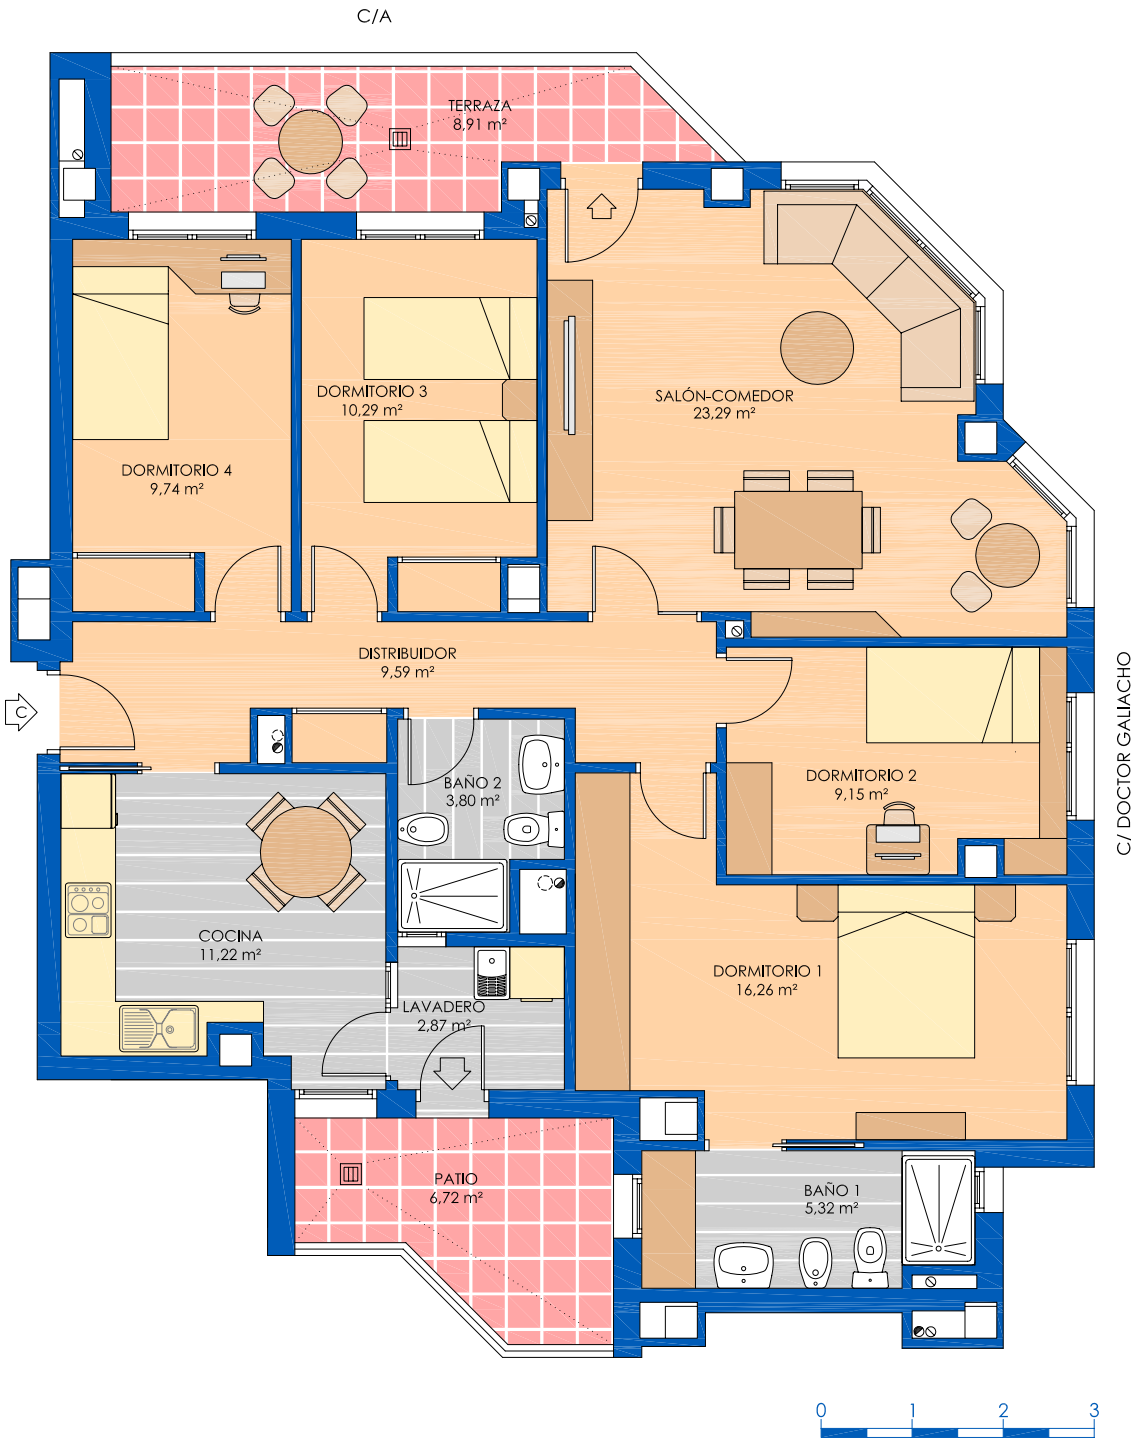 C/A
TERRAZA
8,91 m²
DORMITORIO 3
10,29 m²
SALÓN-COMEDOR
23,29 m²
DORMITORIO 4
9,74 m²
DISTRIBUIDOR
9,59 m²
C
C/ DOCTOR GALIACHO
BAÑO 2
3,80 m²
DORMITORIO 2
9,15 m²
COCINA
11,22 m²
DORMITORIO 1
16,26 m²
LAVADERO
2,87 m²
PATIO
6,72 m²
BAÑO 1
5,32 m²
0 1 2 3